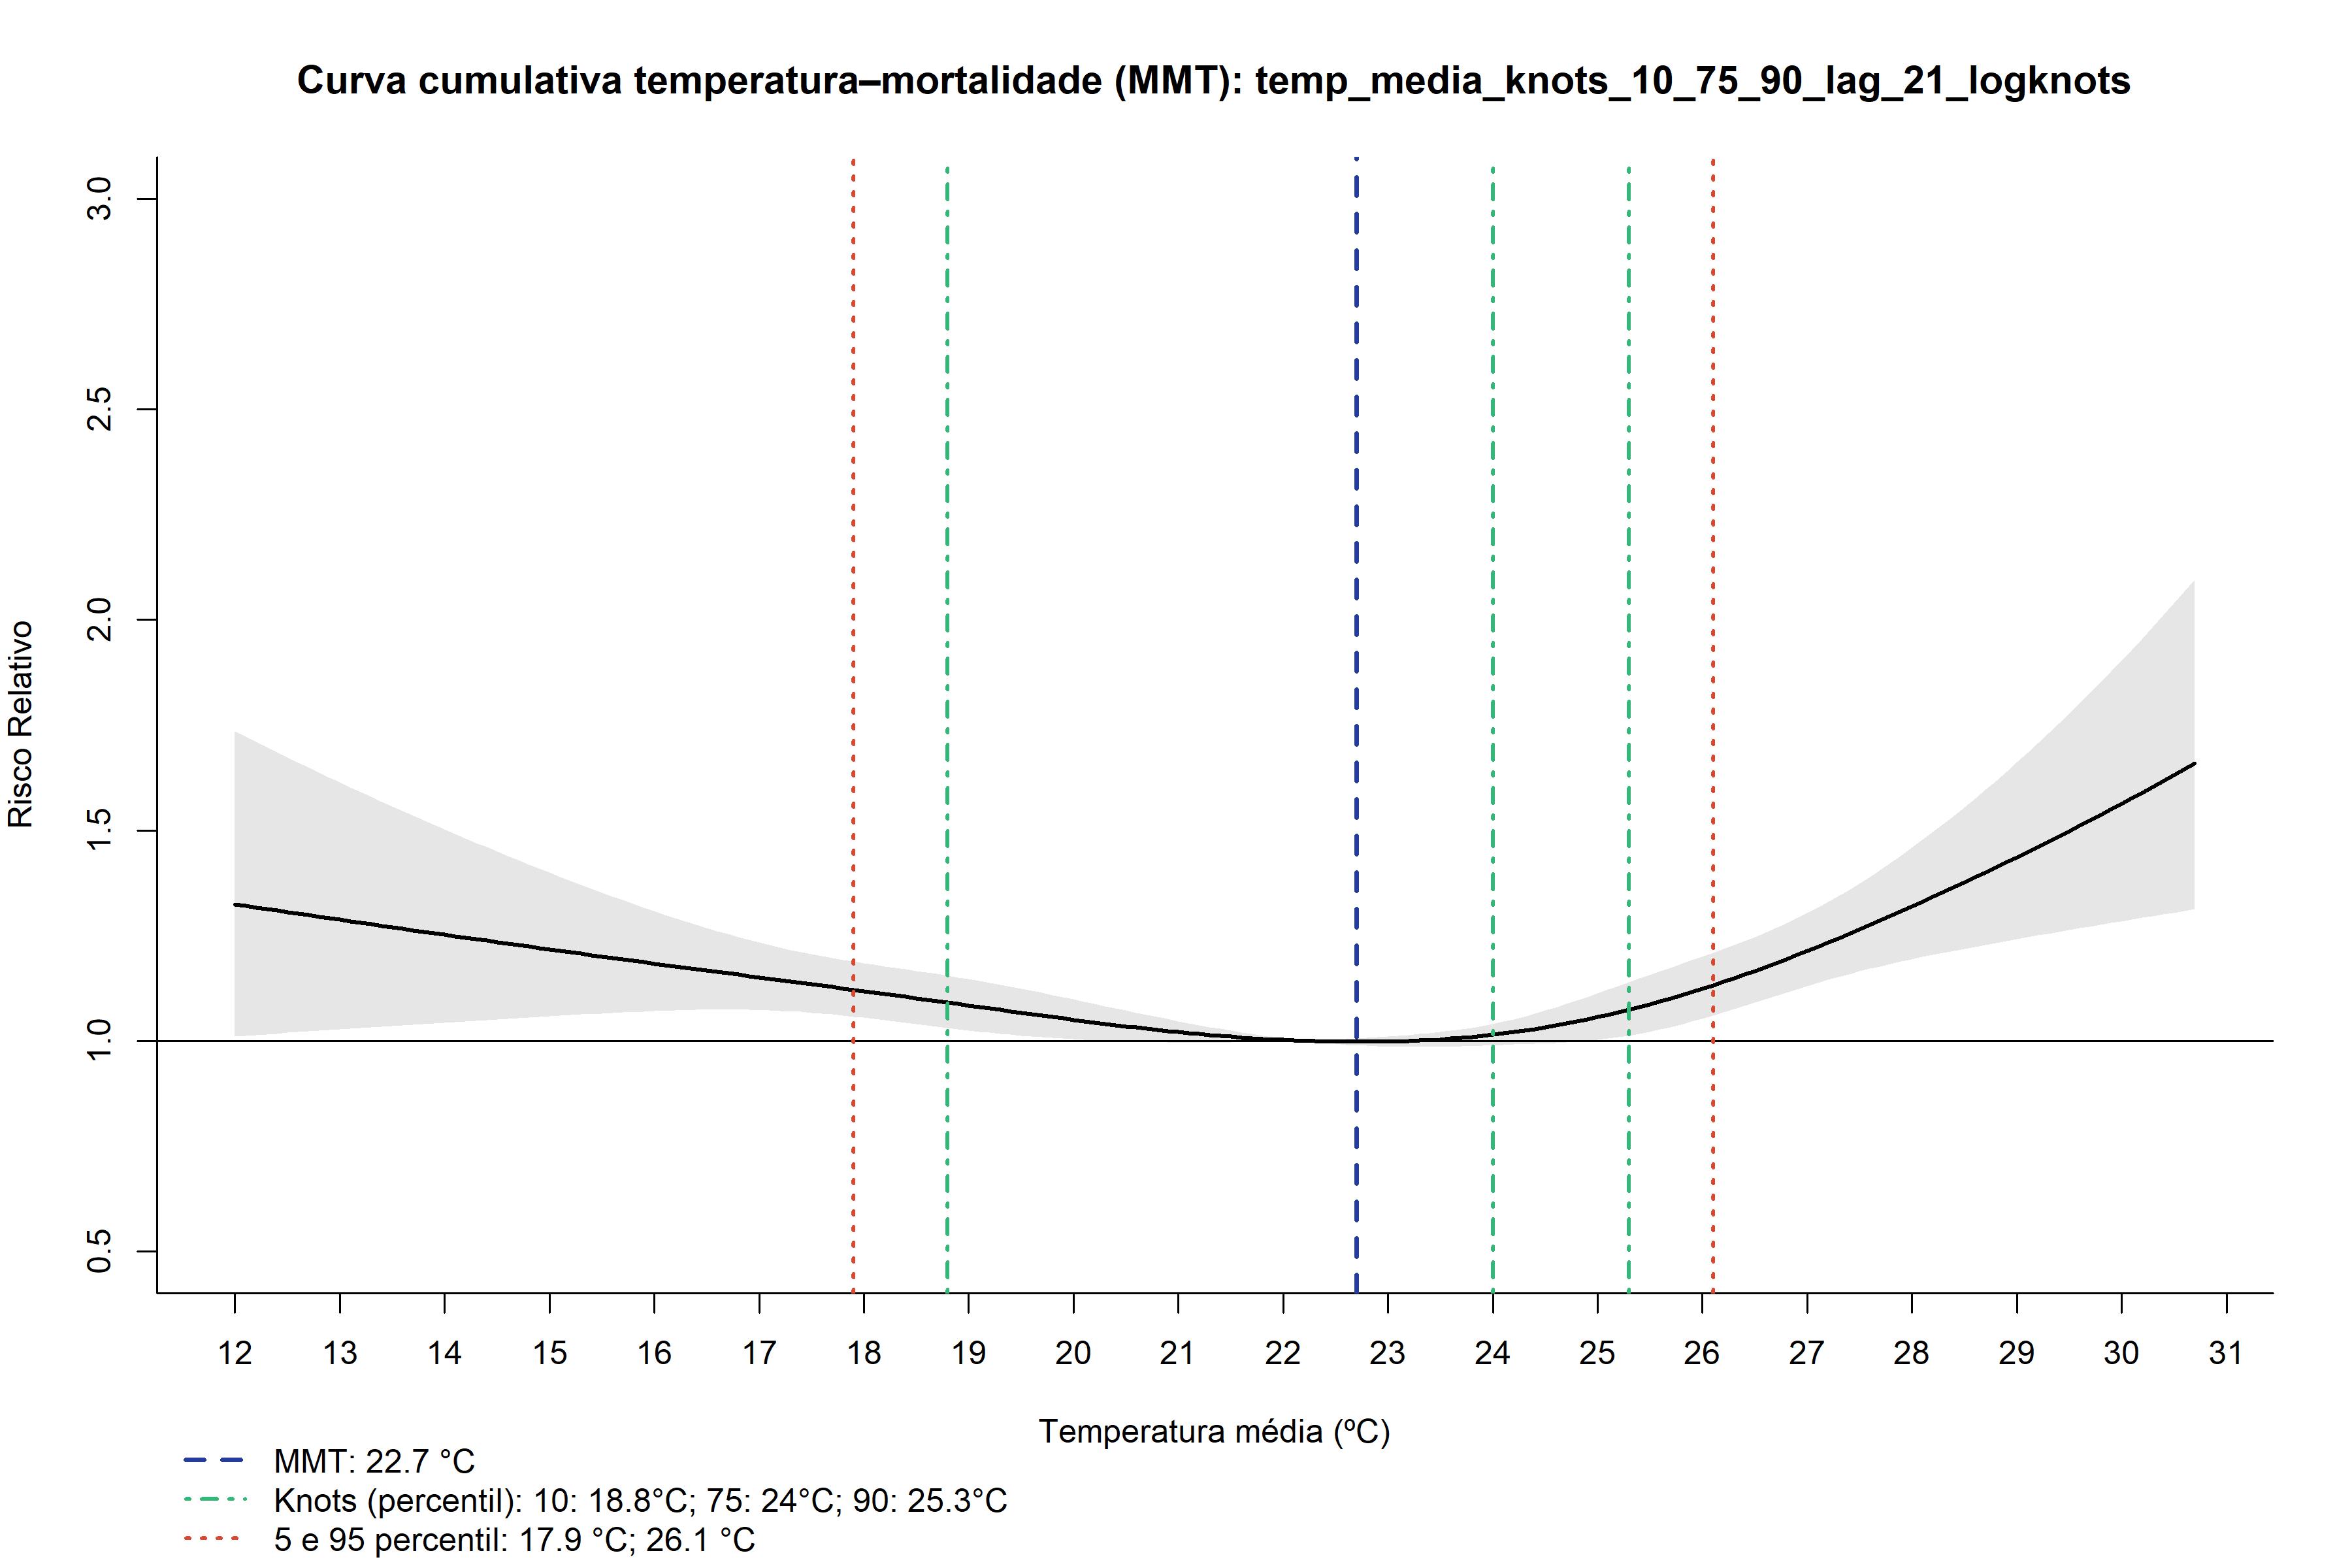 Curva cumulativa temperatura–mortalidade (MMT): temp_media_knots_10_75_90_lag_21_logknots
3.0
2.5
2.0
1.5
1.0
0.5
Risco Relativo
12 13 14 15 16 17 18 19 20 21 22 23 24 25 26 27 28 29 30 31
Temperatura média (ºC)
MMT: 22.7 °C
Knots (percentil): 10: 18.8°C; 75: 24°C; 90: 25.3°C
5 e 95 percentil: 17.9 °C; 26.1 °C